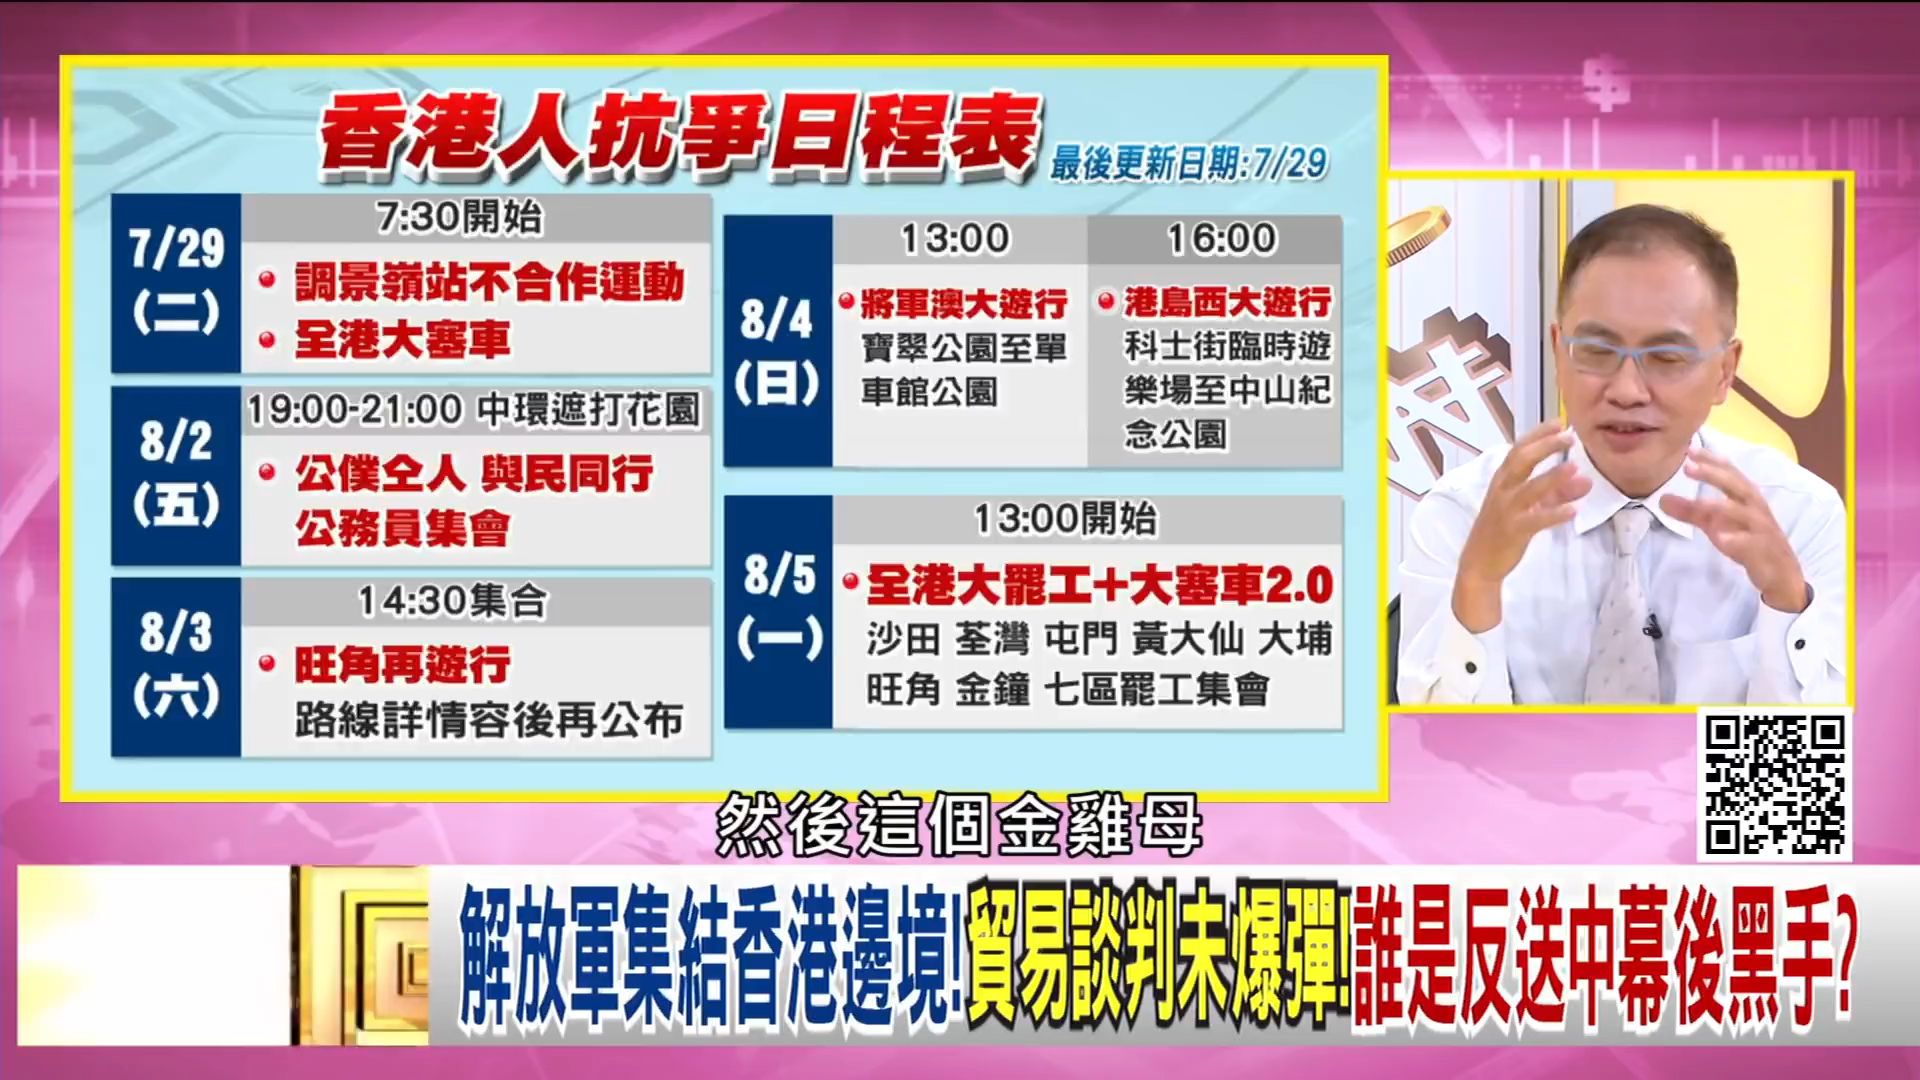 香港人抗爭日程表
最後更新日期:7/29
7/29
(二)
7:30開始
調景嶺站不合作運動
全港大塞車
8/2
(五)
19:00-21:00 中環遮打花園
公僕仝人 與民同行
公務員集會
8/3
(六)
14:30集合
旺角再遊行
路線詳情容後再公布
8/4
(日)
13:00
將軍澳大遊行
寶翠公園至單
車館公園
16:00
港島西大遊行
科士街臨時遊
樂場至中山紀
念公園
8/5
(一)
13:00開始
全港大罷工+大塞車2.0
沙田 荃灣 屯門 黃大仙 大埔
旺角 金鐘 七區罷工集會
然後這個金雞母
解放軍集結香港邊境!貿易談判未爆彈!誰是反送中幕後黑手?